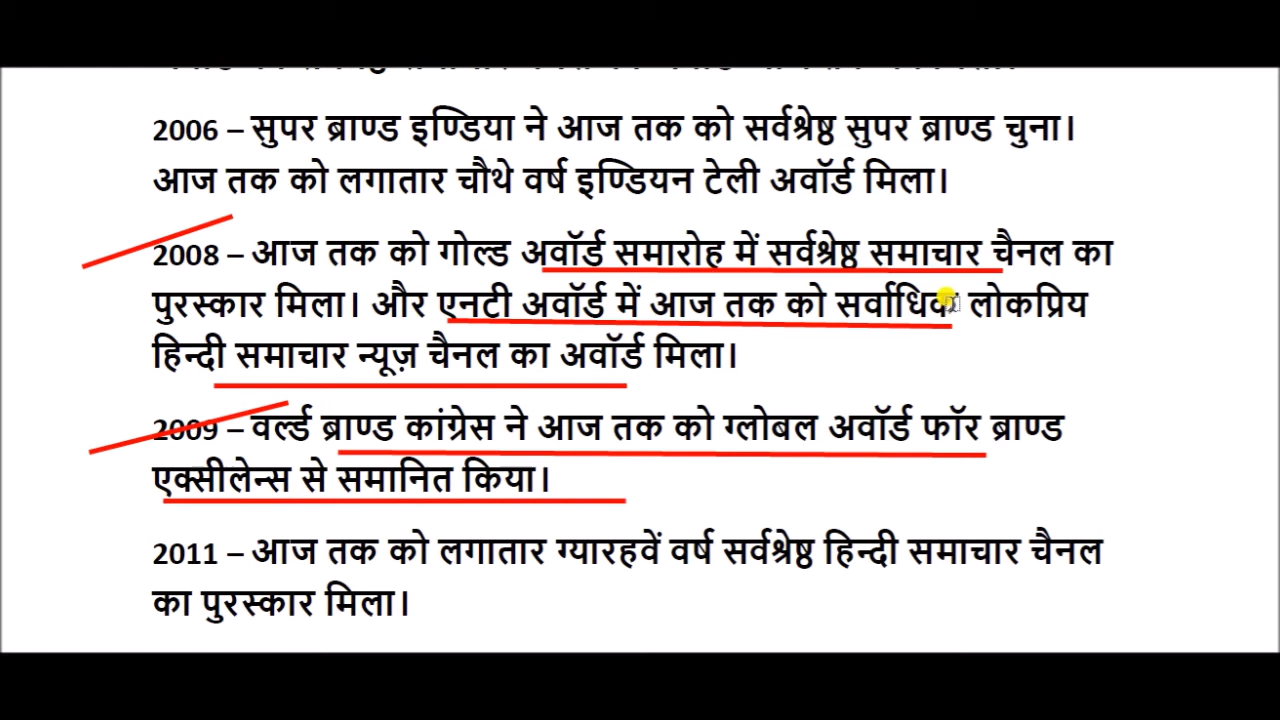 2006 – सुपर ब्राण्ड इण्डिया ने आज तक को सर्वश्रेष्ठ सुपर ब्राण्ड चुना।
आज तक को लगातार चौथे वर्ष इण्डियन टेली अवॉर्ड मिला।
2008 – आज तक को गोल्ड अवॉर्ड समारोह में सर्वश्रेष्ठ समाचार चैनल का
पुरस्कार मिला। और एनटी अवॉर्ड में आज तक को सर्वाधिक लोकप्रिय
हिन्दी समाचार न्यूज़ चैनल का अवॉर्ड मिला।
2009 – वर्ल्ड ब्राण्ड कांग्रेस ने आज तक को ग्लोबल अवॉर्ड फॉर ब्राण्ड
एक्सीलेन्स से समानित किया।
2011 – आज तक को लगातार ग्यारहवें वर्ष सर्वश्रेष्ठ हिन्दी समाचार चैनल
का पुरस्कार मिला।